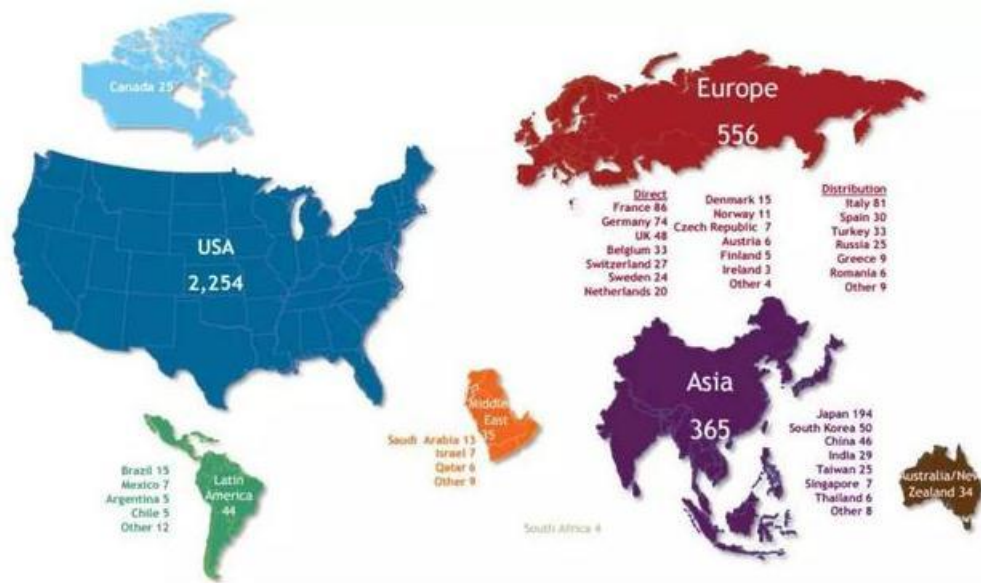 Canada 25
USA
2,254
Europe
556
Direct
France 86
Germany 74
UK 48
Belgium 33
Switzerland 27
Sweden 24
Netherlands 20
Denmark 15
Norway 11
Czech Republic 7
Austria 6
Finland 5
Ireland 3
Other 4
Distribution
Italy 81
Spain 30
Turkey 33
Russia 25
Greece 9
Romania 6
Other 9
Latin
America
44
Brazil 15
Mexico 7
Argentina 5
Chile 5
Other 12
Middle
East
35
Saudi Arabia 13
Israel 7
Qatar 6
Other 9
South Africa 4
Asia
365
Japan 194
South Korea 50
China 46
India 29
Taiwan 25
Singapore 7
Thailand 6
Other 8
Australia/New
Zealand 34